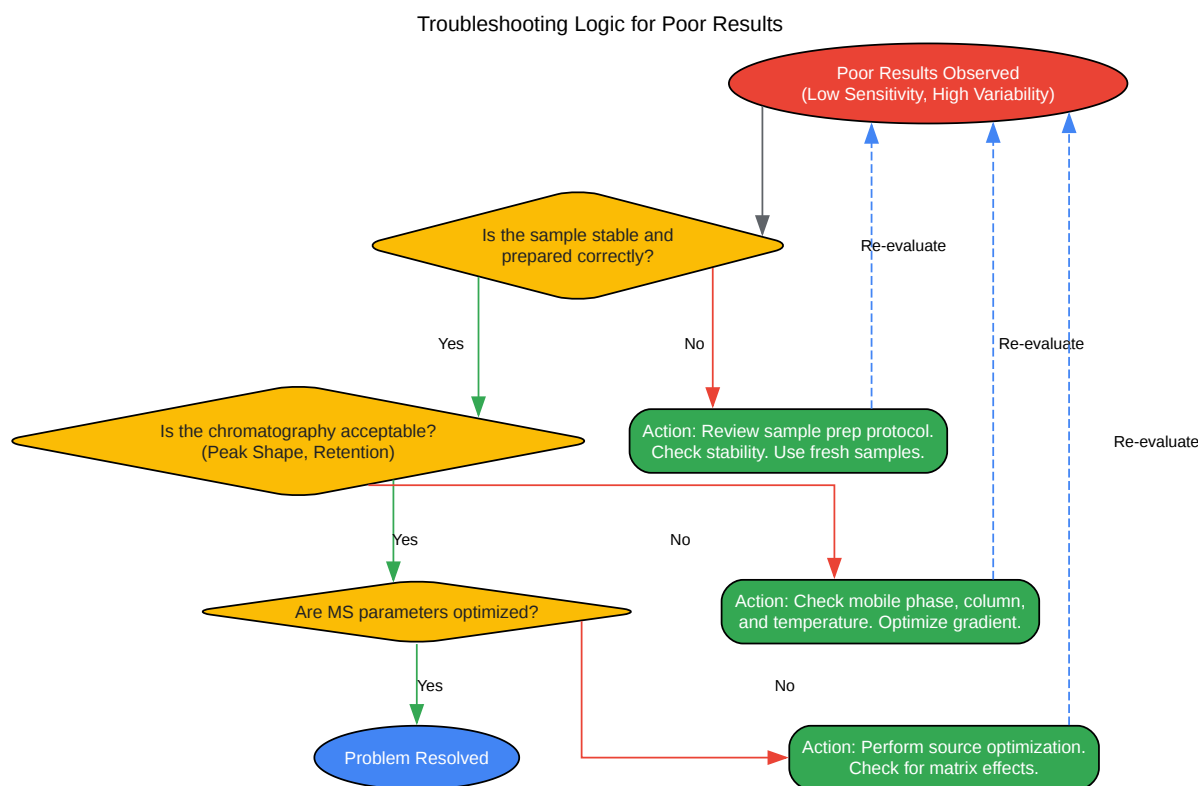 Troubleshooting Logic for Poor Results
Poor Results Observed
(Low Sensitivity, High Variability)
Is the sample stable and
prepared correctly?
Re-evaluate
Yes
No
Re-evaluate
Is the chromatography acceptable?
(Peak Shape, Retention)
Action: Review sample prep protocol.
Check stability. Use fresh samples.
Re-evaluate
Yes
No
Are MS parameters optimized?
Action: Check mobile phase, column,
and temperature. Optimize gradient.
Yes
No
Problem Resolved
Action: Perform source optimization.
Check for matrix effects.